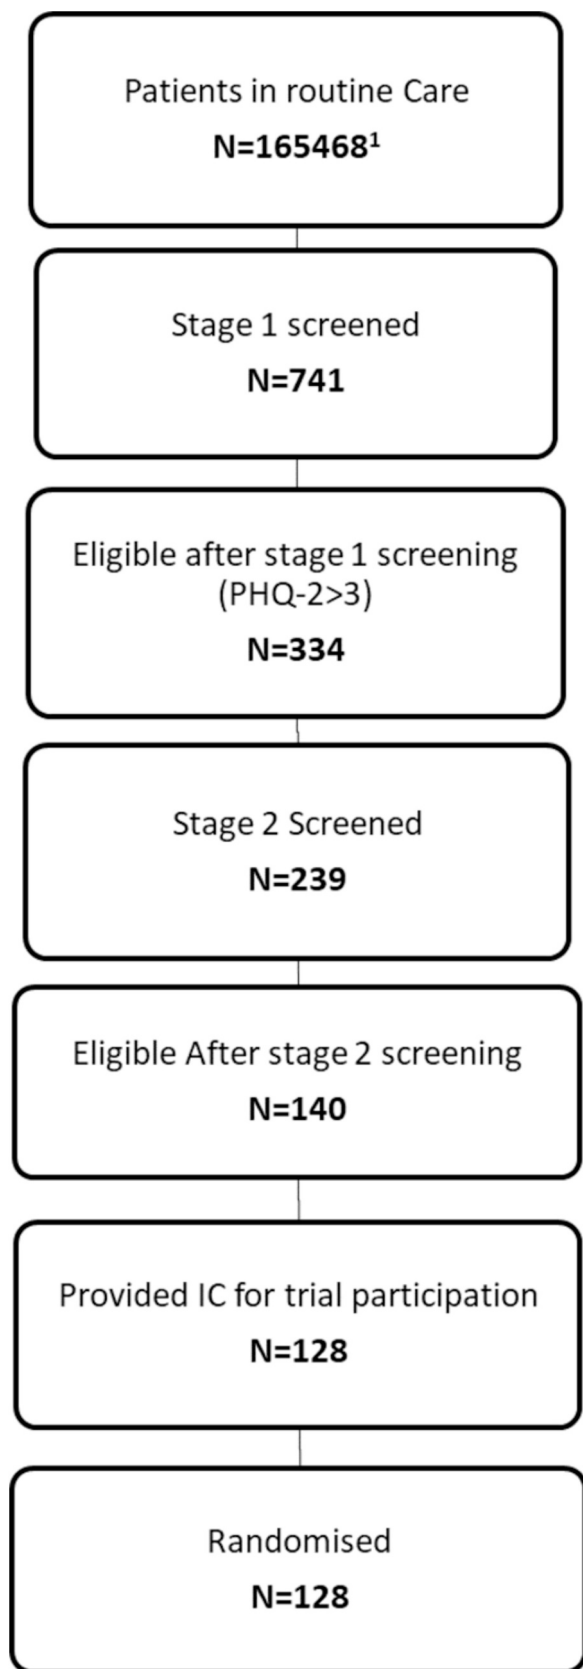 Patients in routine Care
N=165468¹
Stage 1 screened
N=741
Eligible after stage 1 screening
(PHQ-2>3)
N=334
Stage 2 Screened
N=239
Eligible After stage 2 screening
N=140
Provided IC for trial participation
N=128
Randomised
N=128